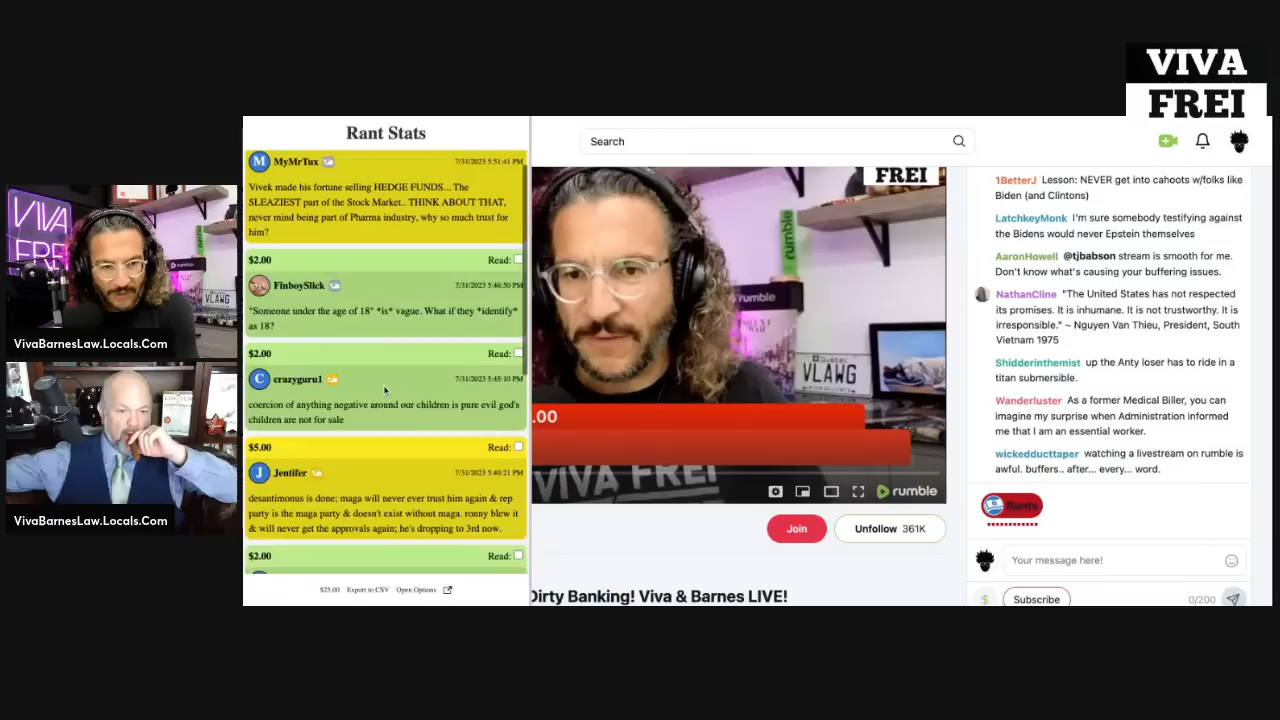 VIVA
FREI
VIVA
FRE
rumble
VLAWG
VivaBarnesLaw.Locals.Com
VivaBarnesLaw.Locals.Com
Rant Stats
M MyMrTux 7/31/2023 5:51:41 PM
Vivek made his fortune selling HEDGE FUNDS... The
SLEAZIEST part of the Stock Market.. THINK ABOUT THAT,
never mind being part of Pharma industry, why so much trust for
him?
$2.00 Read:
FinboySlick 7/31/2023 5:46:50 PM
"Someone under the age of 18" *is* vague. What if they *identify*
as 18?
$2.00 Read:
C crazyguru1 7/31/2023 5:45:10 PM
coercion of anything negative around our children is pure evil god's
children are not for sale
$5.00 Read:
J Jentifer 7/31/2023 5:40:21 PM
desantimonus is done; maga will never ever trust him again & rep
party is the maga party & doesn't exist without maga. ronny blew it
& will never get the approvals again; he's dropping to 3rd now.
$2.00 Read:
$25.00 Export to CSV Open Options
Search
FREI
rumble
rumble
VLAWG
.00
VIVA FREI
rumble
Join
Unfollow 361K
Dirty Banking! Viva & Barnes LIVE!
1BetterJ Lesson: NEVER get into cahoots w/folks like
Biden (and Clintons)
LatchkeyMonk I'm sure somebody testifying against
the Bidens would never Epstein themselves
AaronHowell @tjbabson stream is smooth for me.
Don't know what's causing your buffering issues.
NathanCline "The United States has not respected
its promises. It is inhumane. It is not trustworthy. It is
irresponsible." ~ Nguyen Van Thieu, President, South
Vietnam 1975
Shidderinthemist up the Anty loser has to ride in a
titan submersible.
Wanderluster As a former Medical Biller, you can
imagine my surprise when Administration informed
me that I am an essential worker.
wickedducttaper watching a livestream on rumble is
awful. buffers.. after... every... word.
Rants
Your message here!
$ Subscribe 0/200